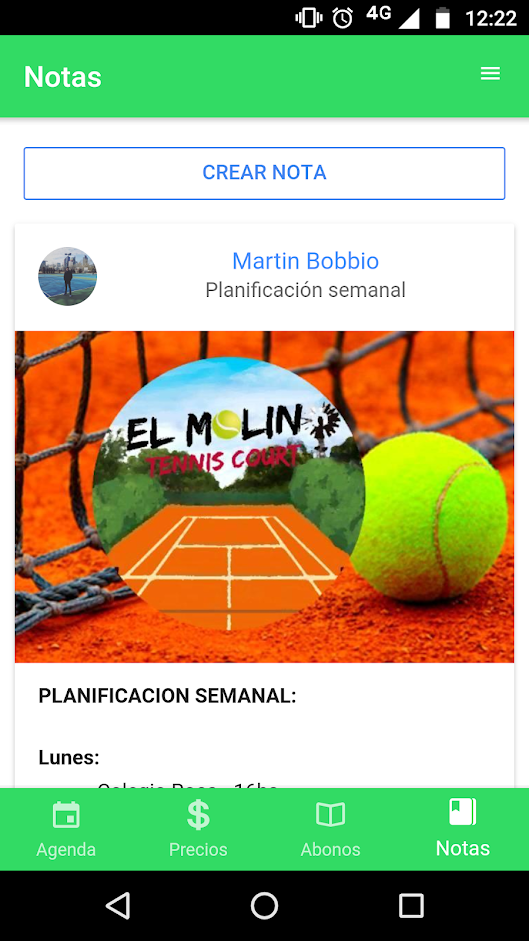 4G 12:22
Notas
CREAR NOTA
Martin Bobbio
Planificación semanal
EL MOLIN
TENNIS COURT
PLANIFICACION SEMANAL:
Lunes:
Agenda Precios Abonos Notas